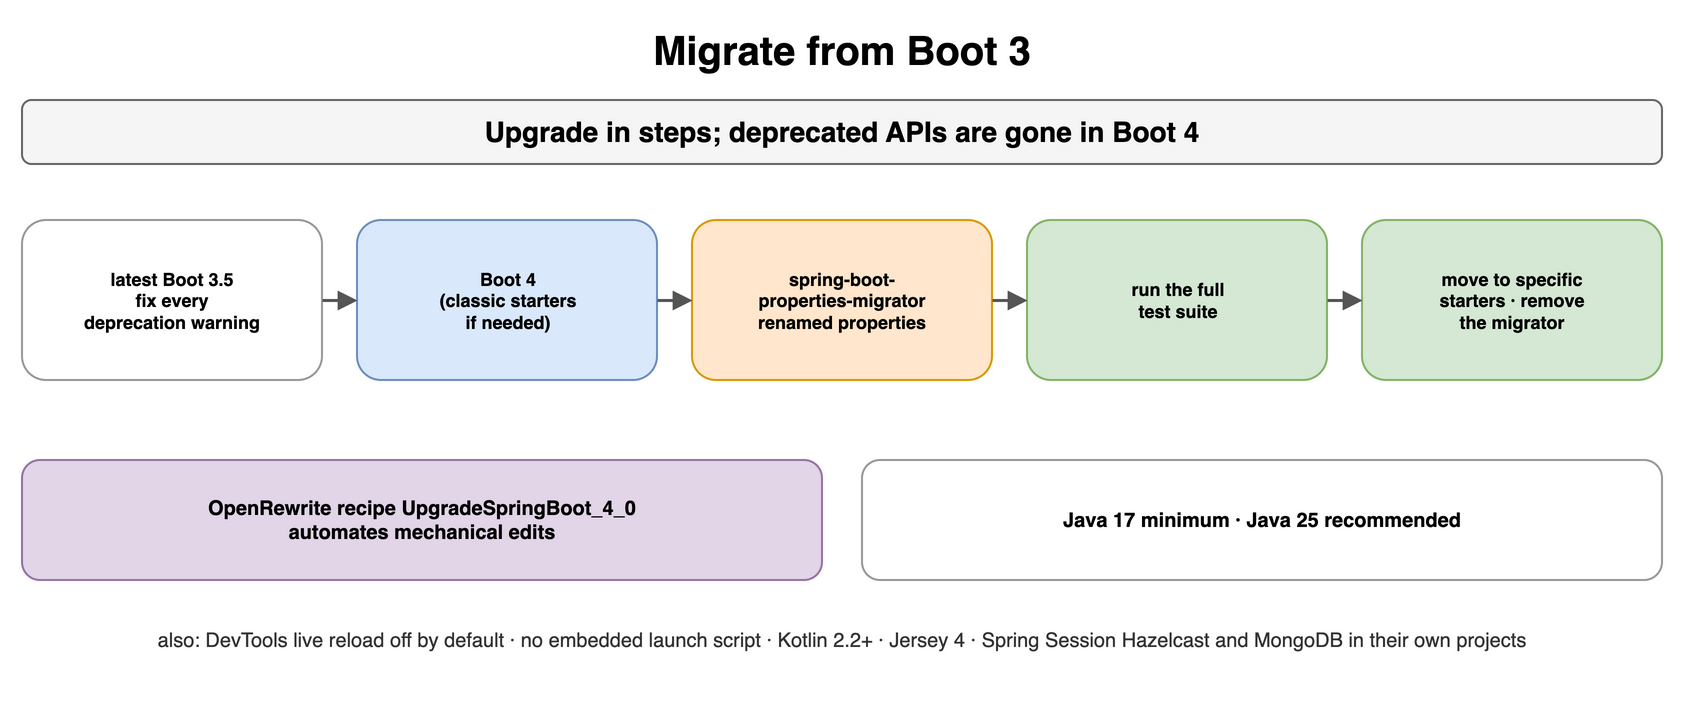 Migrate from Boot 3
Upgrade in steps; deprecated APIs are gone in Boot 4
latest Boot 3.5
fix every
deprecation warning
Boot 4
(classic starters
if needed)
spring-boot-
properties-migrator
renamed properties
run the full
test suite
move to specific
starters · remove
the migrator
OpenRewrite recipe UpgradeSpringBoot_4_0
automates mechanical edits
Java 17 minimum · Java 25 recommended
also: DevTools live reload off by default · no embedded launch script · Kotlin 2.2+ · Jersey 4 · Spring Session Hazelcast and MongoDB in their own projects